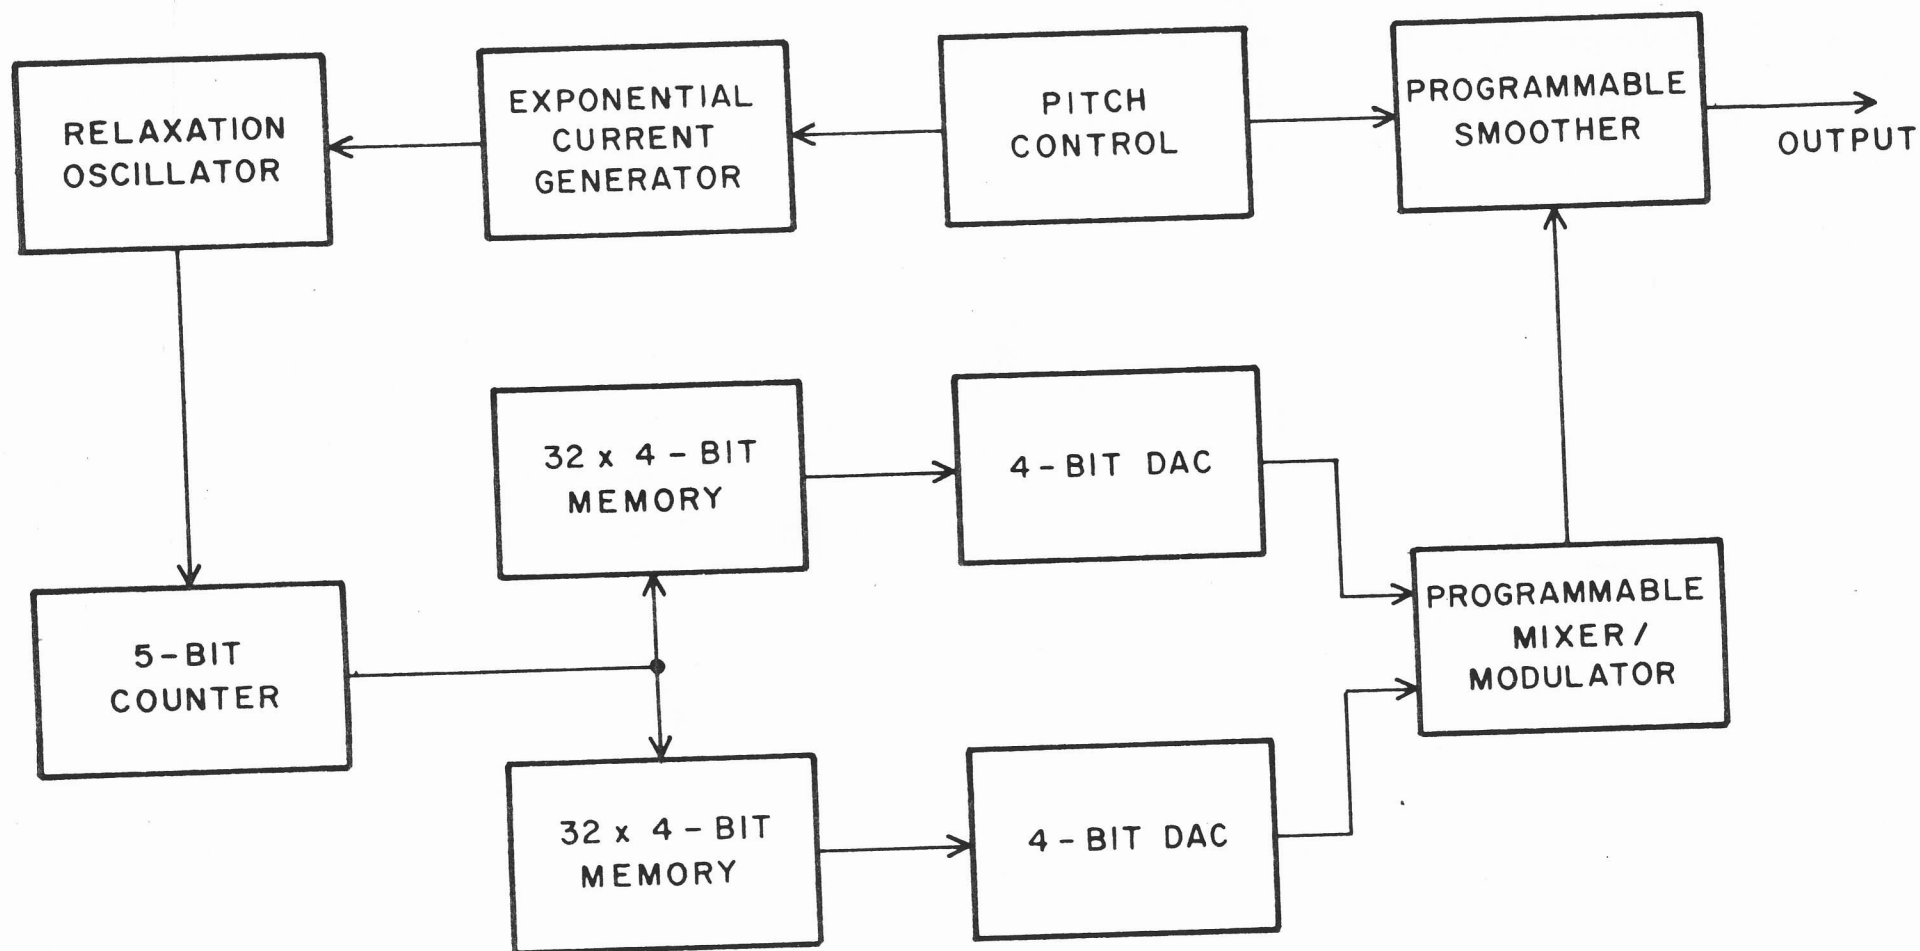 RELAXATION
OSCILLATOR
EXPONENTIAL
CURRENT
GENERATOR
PITCH
CONTROL
PROGRAMMABLE
SMOOTHER
OUTPUT
32 x 4-BIT
MEMORY
4-BIT DAC
5-BIT
COUNTER
PROGRAMMABLE
MIXER/
MODULATOR
32 x 4-BIT
MEMORY
4-BIT DAC